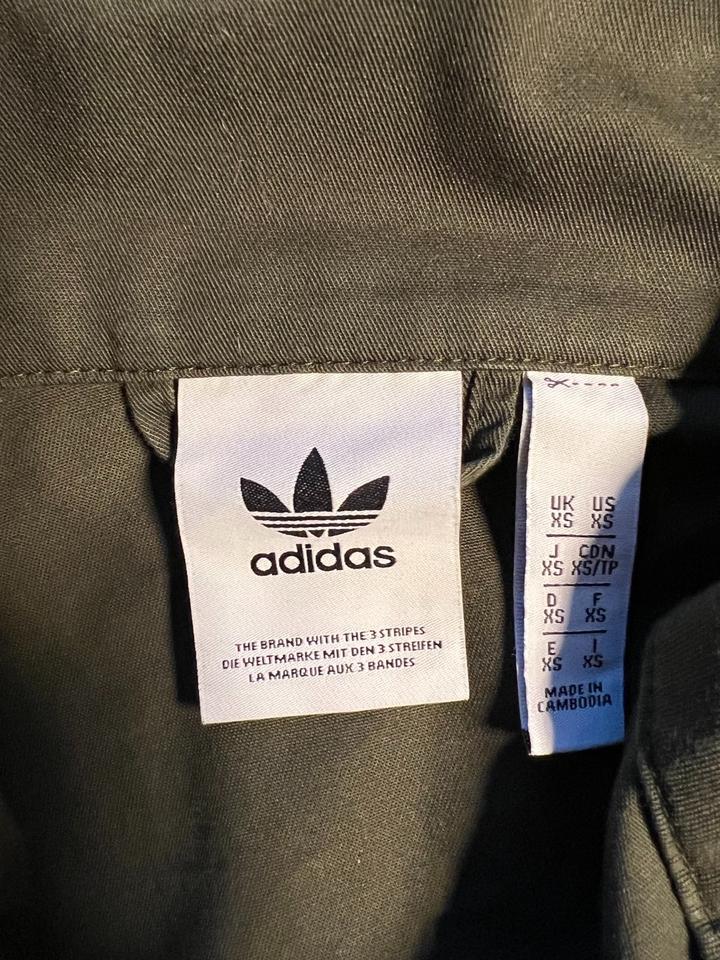 adidas
THE BRAND WITH THE 3 STRIPES
DIE WELTMARKE MIT DEN 3 STREIFEN
LA MARQUE AUX 3 BANDES
UK US
XS XS
J CDN
XS XS/TP
D F
XS XS
E I
XS XS
MADE IN
CAMBODIA